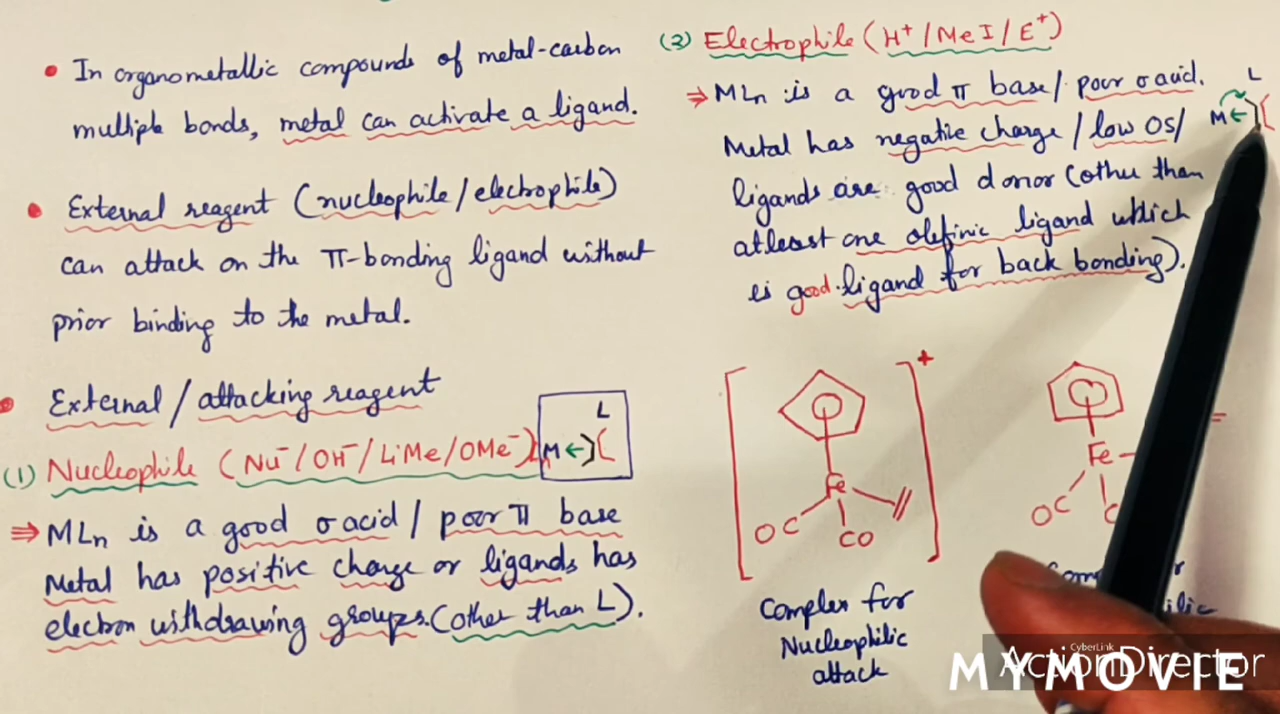 • In organometallic compounds of metal-carbon
multiple bonds, metal can activate a ligand.
• External reagent (nucleophile/electrophile)
can attack on the π-bonding ligand without
prior binding to the metal.
• External/attacking reagent
(1) Nucleophile (Nu⁻/OH⁻/LiMe/OMe⁻)
L
M←
⇛ MLn is a good σ acid/poor π base
Metal has positive charge or ligands has
electron withdrawing groups.(other than L).
(2) Electrophile (H⁺/MeI/E⁺)
⇛ MLn is a good π base/poor σ acid.
L
M←
Metal has negative charge/low OS/
ligands are good donor (other than
atleast one olefinic ligand which
is good ligand for back bonding).
+
Fe
OC
CO
Complex for
Nucleophilic
attack
Fe
OC
CyberLink
ActionDirector
MYMOVIE